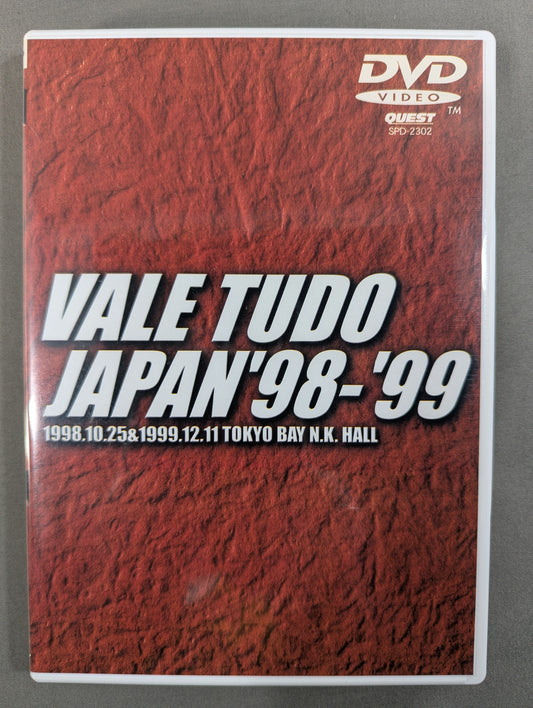 DVD
VIDEO
TM
QUEST
SPD-2302
VALE TUDO
JAPAN'98-'99
1998.10.25&1999.12.11 TOKYO BAY N.K. HALL